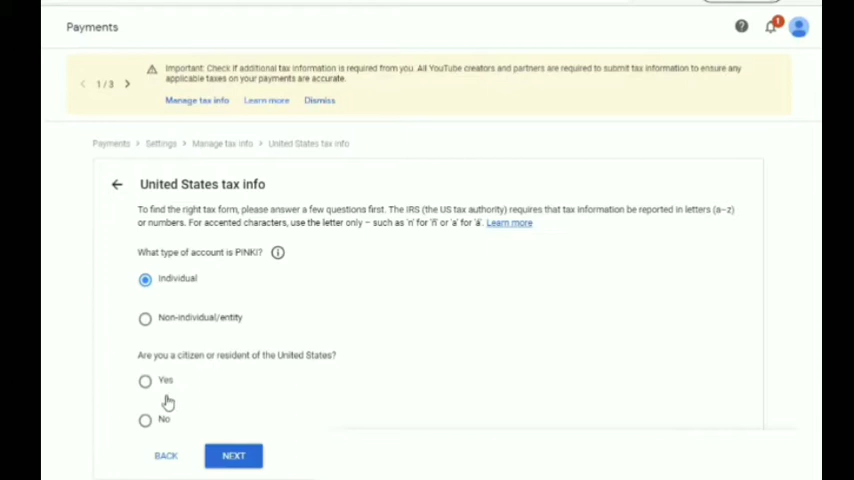 Payments
1
1 / 3
Important: Check if additional tax information is required from you. All YouTube creators and partners are required to submit tax information to ensure any
applicable taxes on your payments are accurate.
Manage tax info Learn more Dismiss
Payments > Settings > Manage tax info > United States tax info
United States tax info
To find the right tax form, please answer a few questions first. The IRS (the US tax authority) requires that tax information be reported in letters (a–z)
or numbers. For accented characters, use the letter only – such as 'n' for 'ñ' or 'a' for 'ã'. Learn more
What type of account is PINKI?
Individual
Non-individual/entity
Are you a citizen or resident of the United States?
Yes
No
BACK NEXT